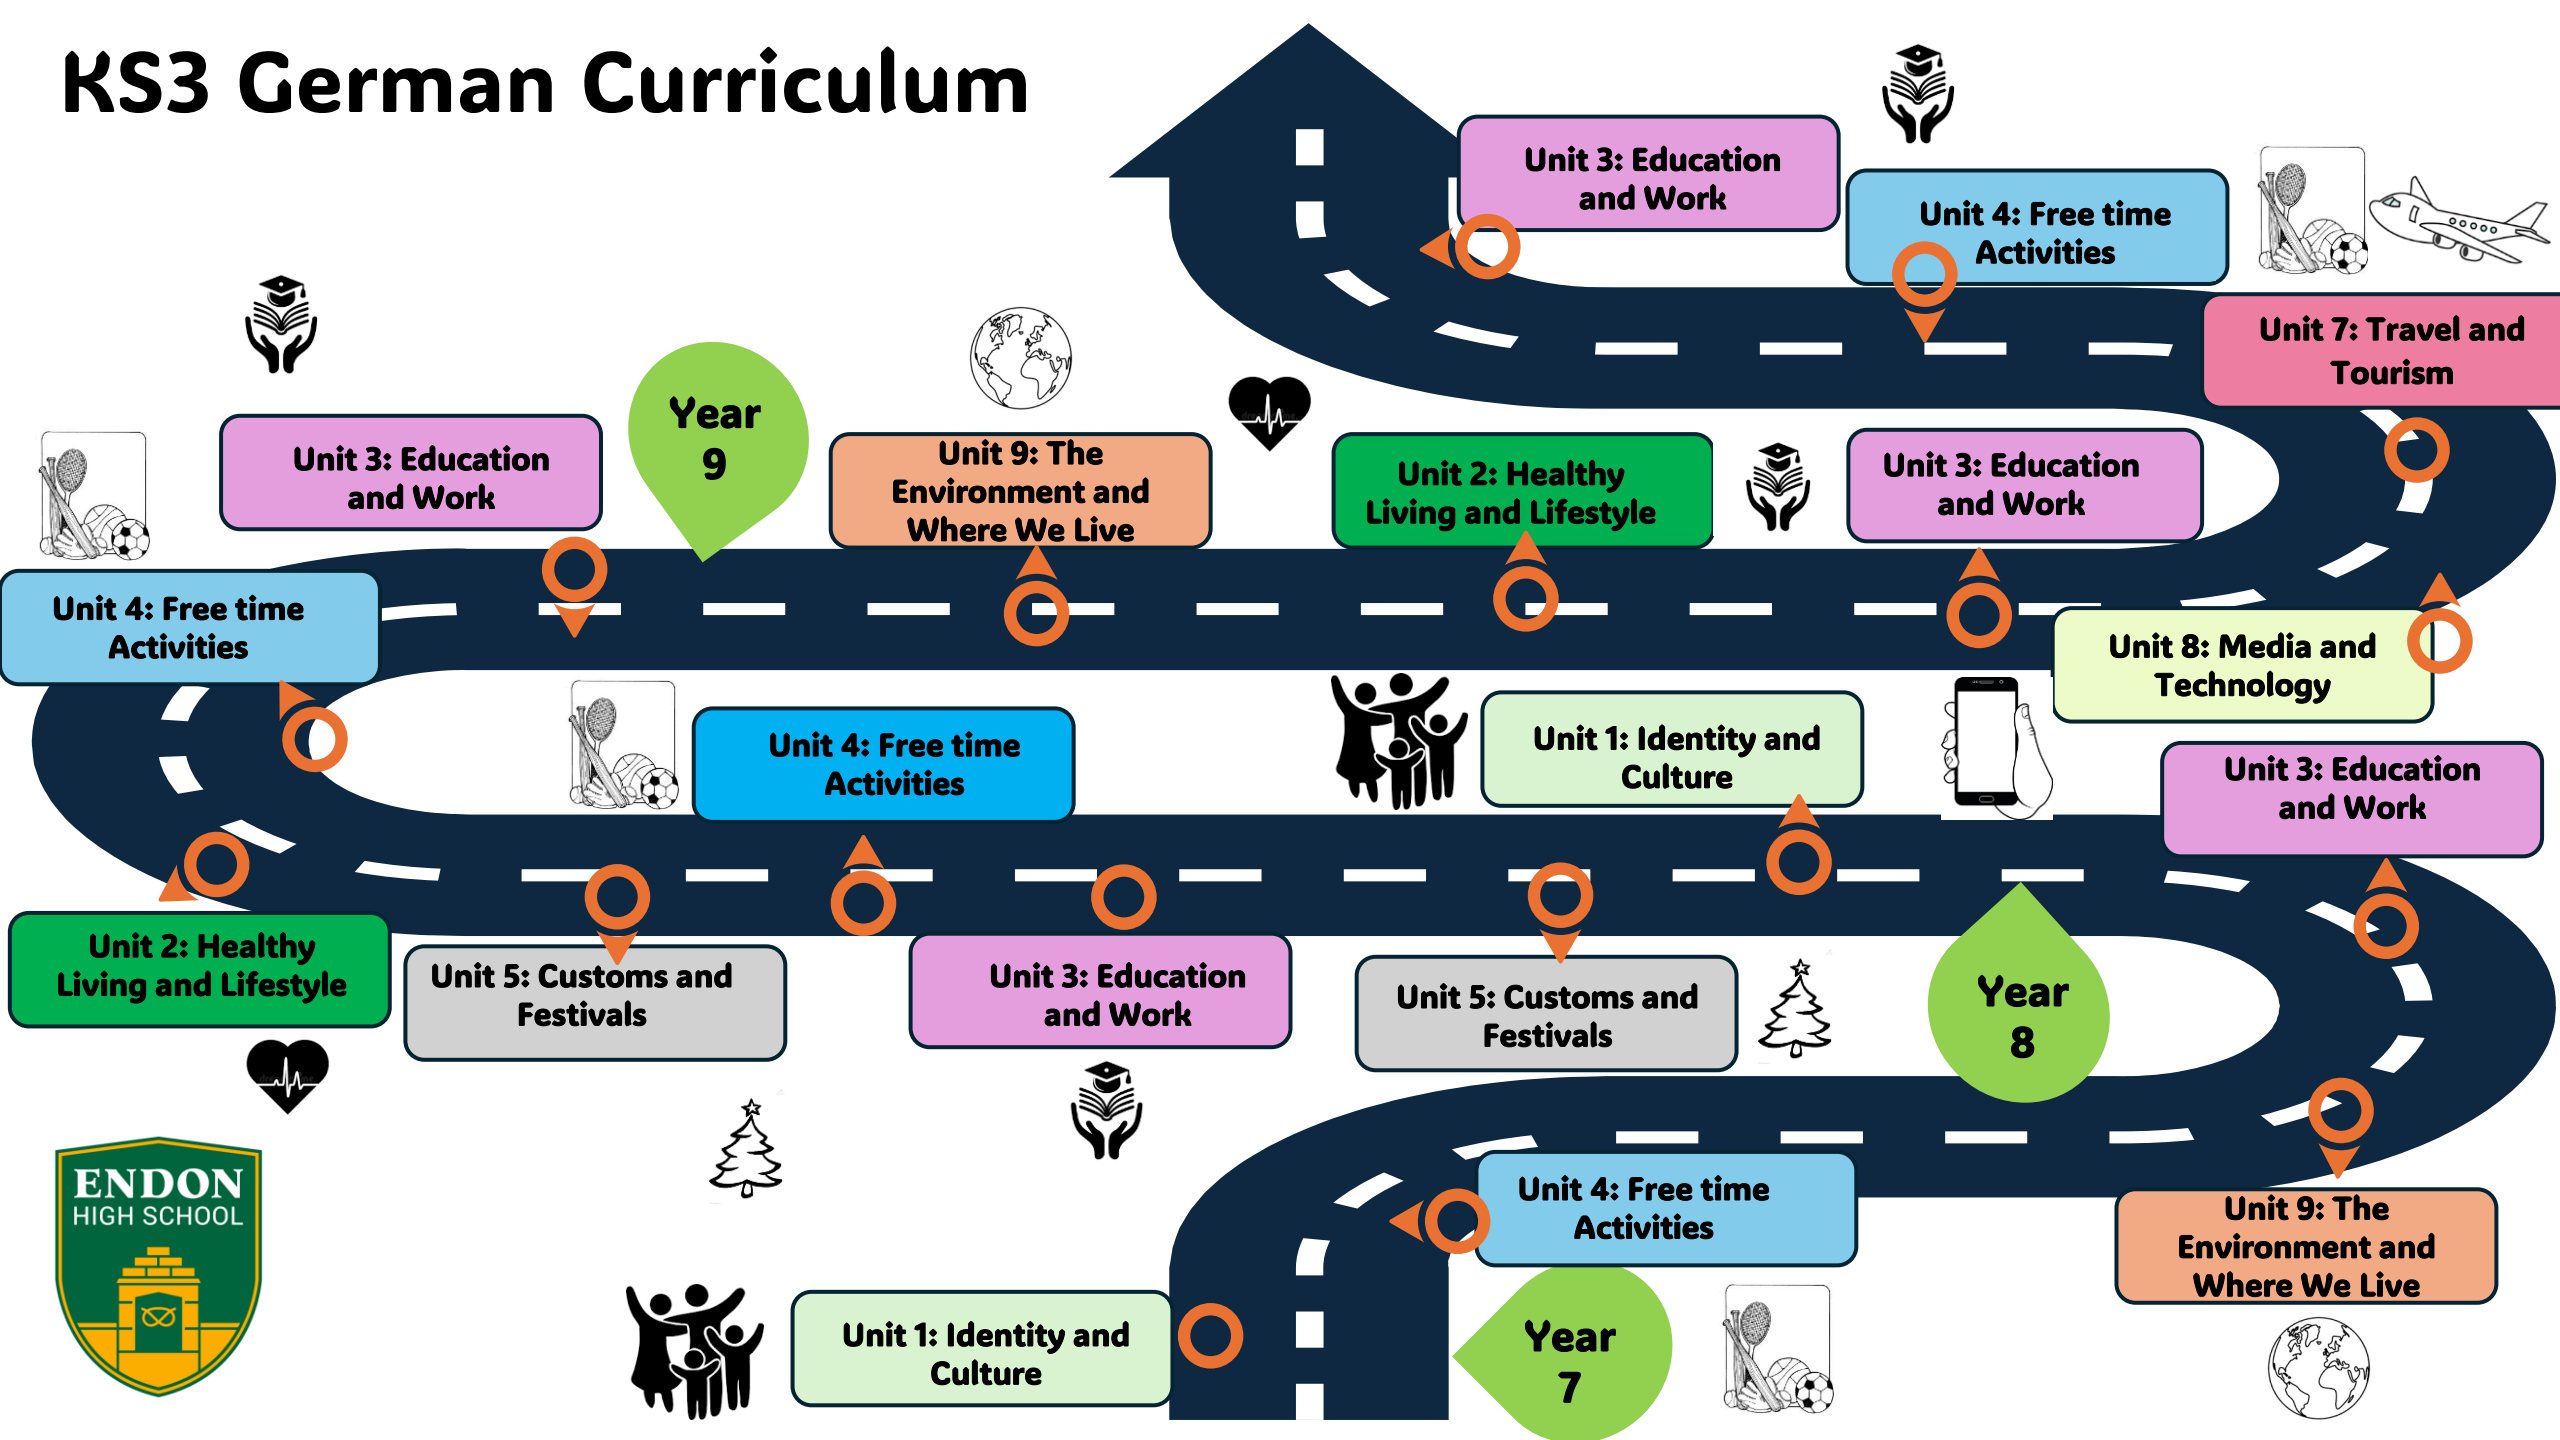 KS3 German Curriculum
Unit 3: Education
and Work
Unit 4: Free time
Activities
Unit 7: Travel and
Tourism
Year
9
Unit 3: Education
and Work
Unit 9: The
Environment and
Where We Live
Unit 2: Healthy
Living and Lifestyle
Unit 3: Education
and Work
Unit 4: Free time
Activities
Unit 8: Media and
Technology
Unit 4: Free time
Activities
Unit 1: Identity and
Culture
Unit 3: Education
and Work
Unit 2: Healthy
Living and Lifestyle
Unit 5: Customs and
Festivals
Unit 3: Education
and Work
Unit 5: Customs and
Festivals
Year
8
ENDON
HIGH SCHOOL
Unit 4: Free time
Activities
Unit 9: The
Environment and
Where We Live
Unit 1: Identity and
Culture
Year
7